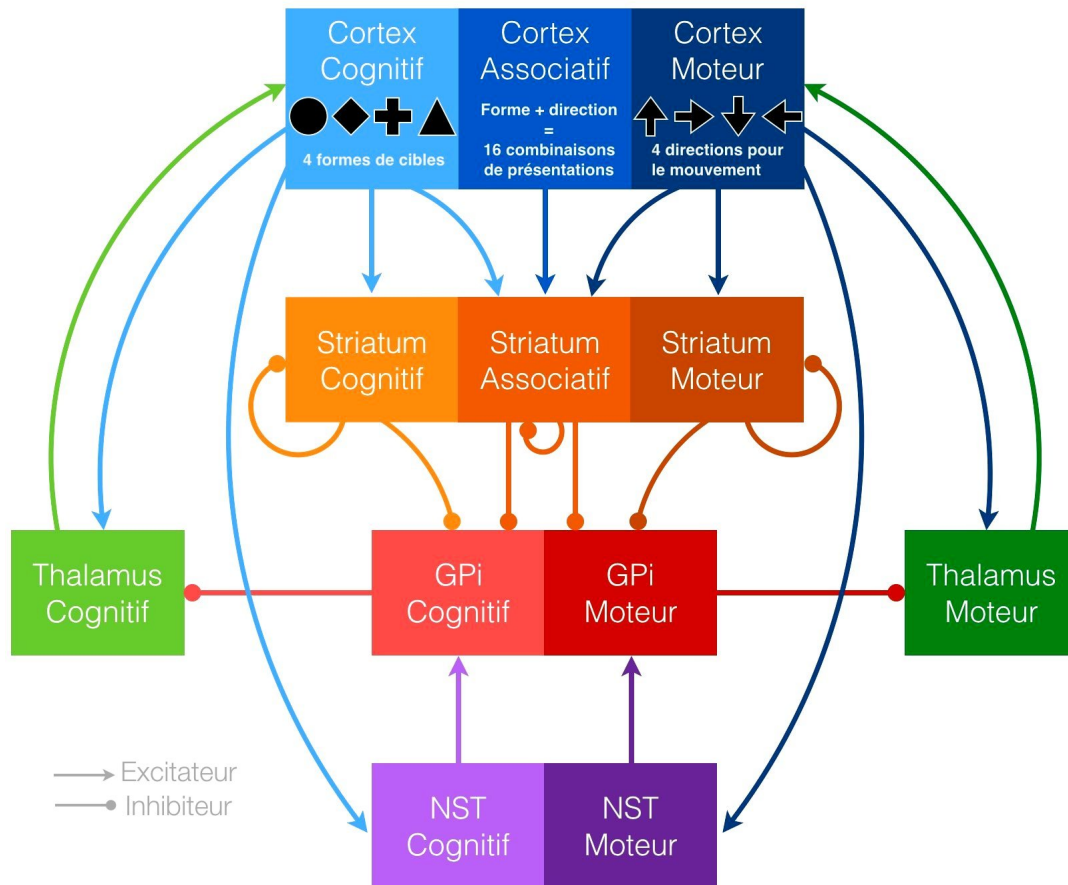 Cortex
Cognitif
4 formes de cibles
Cortex
Associatif
Forme + direction
=
16 combinaisons
de présentations
Cortex
Moteur
4 directions pour
le mouvement
Striatum
Cognitif
Striatum
Associatif
Striatum
Moteur
Thalamus
Cognitif
GPi
Cognitif
GPi
Moteur
Thalamus
Moteur
Excitateur
Inhibiteur
NST
Cognitif
NST
Moteur